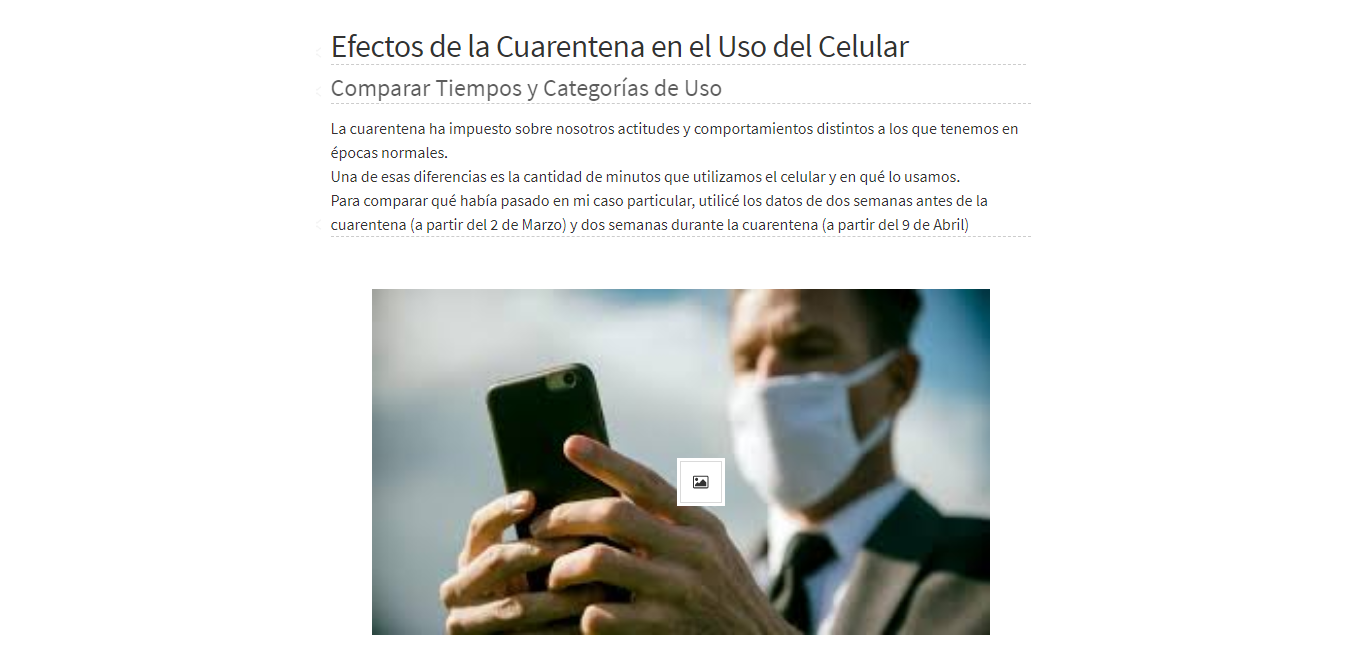 Efectos de la Cuarentena en el Uso del Celular
Comparar Tiempos y Categorías de Uso
La cuarentena ha impuesto sobre nosotros actitudes y comportamientos distintos a los que tenemos en
épocas normales.
Una de esas diferencias es la cantidad de minutos que utilizamos el celular y en qué lo usamos.
Para comparar qué había pasado en mi caso particular, utilicé los datos de dos semanas antes de la
cuarentena (a partir del 2 de Marzo) y dos semanas durante la cuarentena (a partir del 9 de Abril)